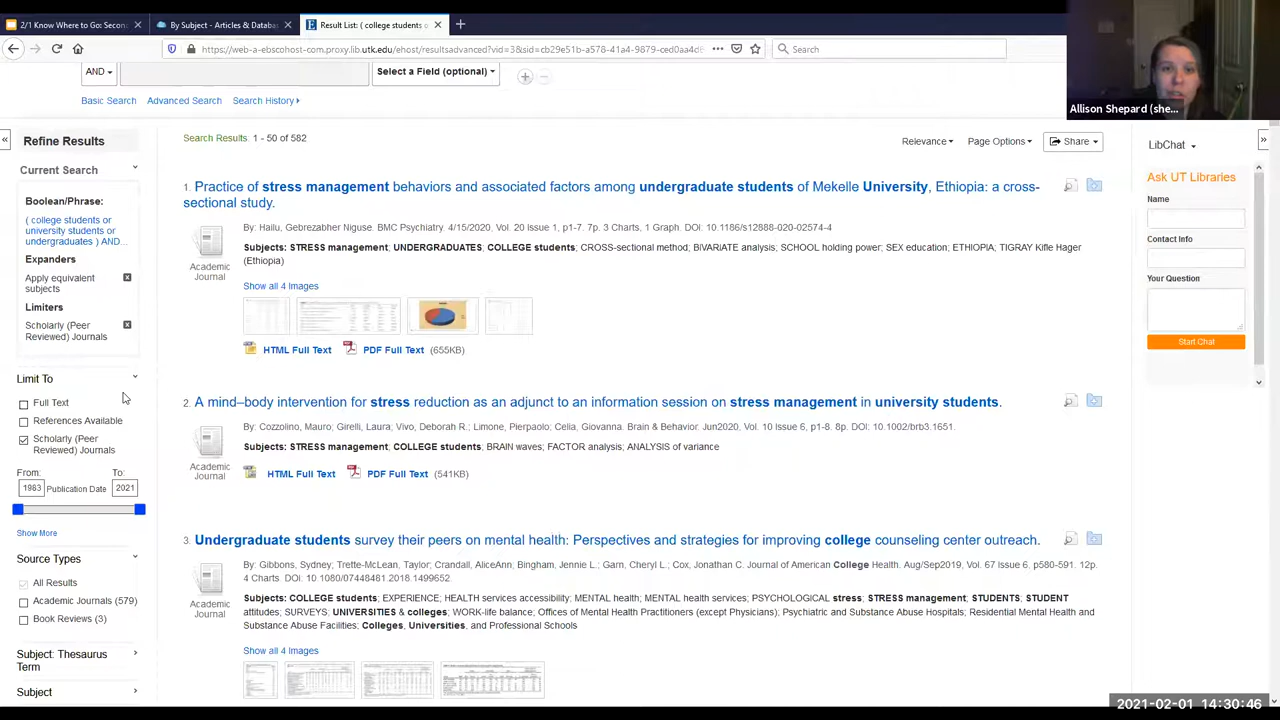 2/1 Know Where to Go: Secon
By Subject - Articles & Databa
Result List: ( college students o
https://web-a-ebscohost-com.proxy.lib.utk.edu/ehost/resultsadvanced?vid=3&sid=cb29e51b-a578-41a4-9879-ced0aa4d8
Search
Allison Shepard (she...
AND
Select a Field (optional)
Basic Search Advanced Search Search History
Refine Results
Current Search
Boolean/Phrase:
( college students or
university students or
undergraduates ) AND...
Expanders
Apply equivalent
subjects
Limiters
Scholarly (Peer
Reviewed) Journals
Limit To
Full Text
References Available
Scholarly (Peer
Reviewed) Journals
From: To:
1983 Publication Date 2021
Show More
Source Types
All Results
Academic Journals (579)
Book Reviews (3)
Subject: Thesaurus
Term
Subject
Search Results: 1 - 50 of 582
Relevance Page Options Share
1. Practice of stress management behaviors and associated factors among undergraduate students of Mekelle University, Ethiopia: a cross-
sectional study.
By: Hailu, Gebrezabher Niguse. BMC Psychiatry. 4/15/2020, Vol. 20 Issue 1, p1-7. 7p. 3 Charts, 1 Graph. DOI: 10.1186/s12888-020-02574-4
Subjects: STRESS management; UNDERGRADUATES; COLLEGE students; CROSS-sectional method; BIVARIATE analysis; SCHOOL holding power; SEX education; ETHIOPIA; TIGRAY Kifle Hager
(Ethiopia)
Academic
Journal
Show all 4 Images
HTML Full Text PDF Full Text (655KB)
2. A mind–body intervention for stress reduction as an adjunct to an information session on stress management in university students.
By: Cozzolino, Mauro; Girelli, Laura; Vivo, Deborah R.; Limone, Pierpaolo; Celia, Giovanna. Brain & Behavior. Jun2020, Vol. 10 Issue 6, p1-8. 8p. DOI: 10.1002/brb3.1651.
Subjects: STRESS management; COLLEGE students; BRAIN waves; FACTOR analysis; ANALYSIS of variance
Academic
Journal
HTML Full Text PDF Full Text (541KB)
3. Undergraduate students survey their peers on mental health: Perspectives and strategies for improving college counseling center outreach.
By: Gibbons, Sydney; Trette-McLean, Taylor; Crandall, AliceAnn; Bingham, Jennie L.; Garn, Cheryl L.; Cox, Jonathan C. Journal of American College Health. Aug/Sep2019, Vol. 67 Issue 6, p580-591. 12p.
4 Charts. DOI: 10.1080/07448481.2018.1499652.
Subjects: COLLEGE students; EXPERIENCE; HEALTH services accessibility; MENTAL health; MENTAL health services; PSYCHOLOGICAL stress; STRESS management; STUDENTS; STUDENT
attitudes; SURVEYS; UNIVERSITIES & colleges; WORK-life balance; Offices of Mental Health Practitioners (except Physicians); Psychiatric and Substance Abuse Hospitals; Residential Mental Health and
Substance Abuse Facilities; Colleges, Universities, and Professional Schools
Academic
Journal
Show all 4 Images
LibChat
Ask UT Libraries
Name
Contact Info
Your Question
Start Chat
2021-02-01 14:30:46